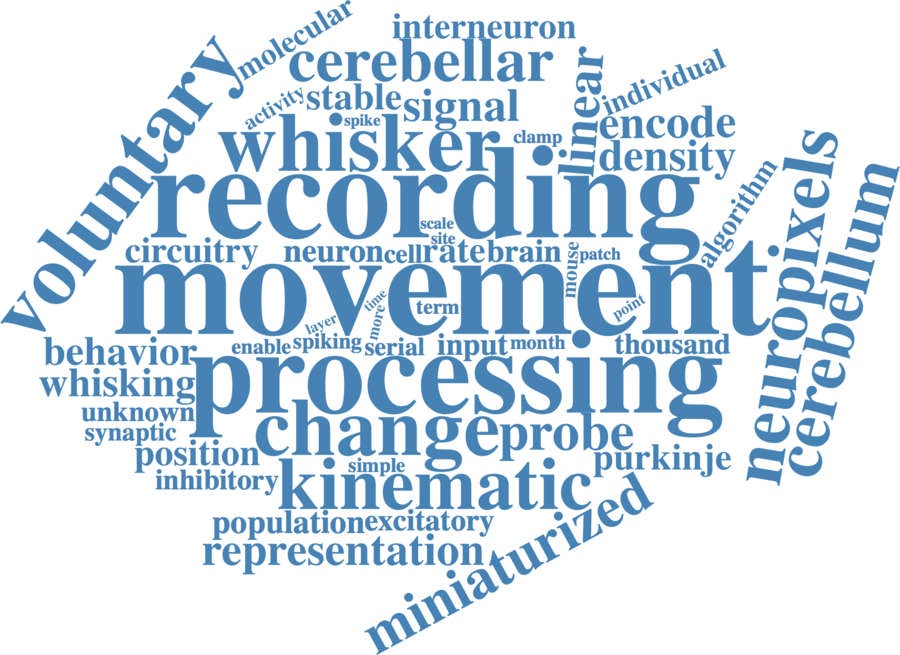 molecular
interneuron
voluntary
cerebellar
linear
individual
activity
stable
signal
spike
whisker
clamp
encode
density
recording
algorithm
neuropixels
cerebellum
scale
site
circuitry
neuron
cell
rate
brain
mouse
patch
movement
time
more
term
point
layer
behavior
enable
spiking
serial
input
month
thousand
whisking
processing
unknown
synaptic
change
probe
position
simple
purkinje
inhibitory
kinematic
population
excitatory
representation
miniaturized